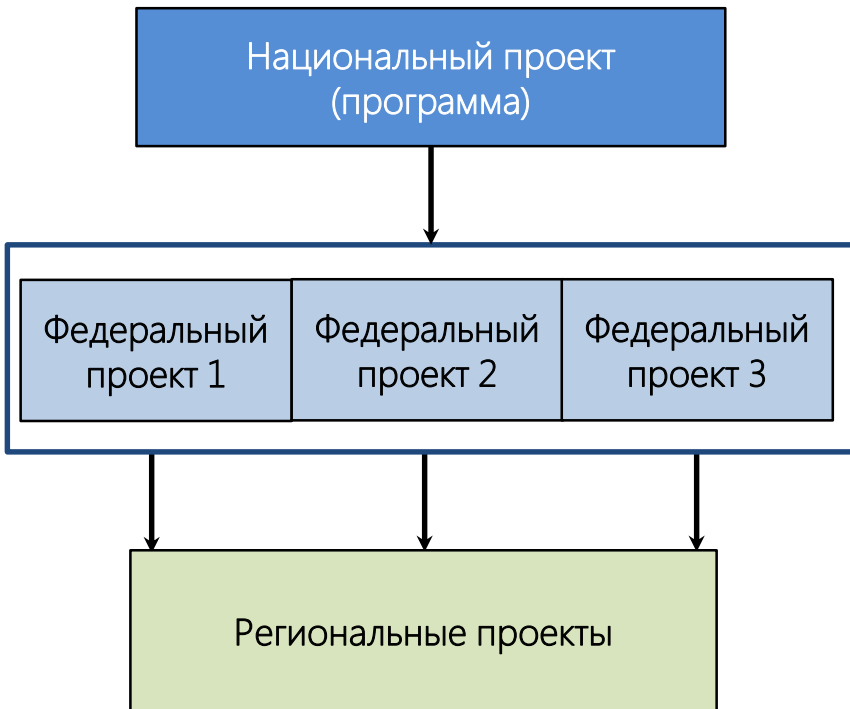 Национальный проект
(программа)
Федеральный
проект 1
Федеральный
проект 2
Федеральный
проект 3
Региональные проекты